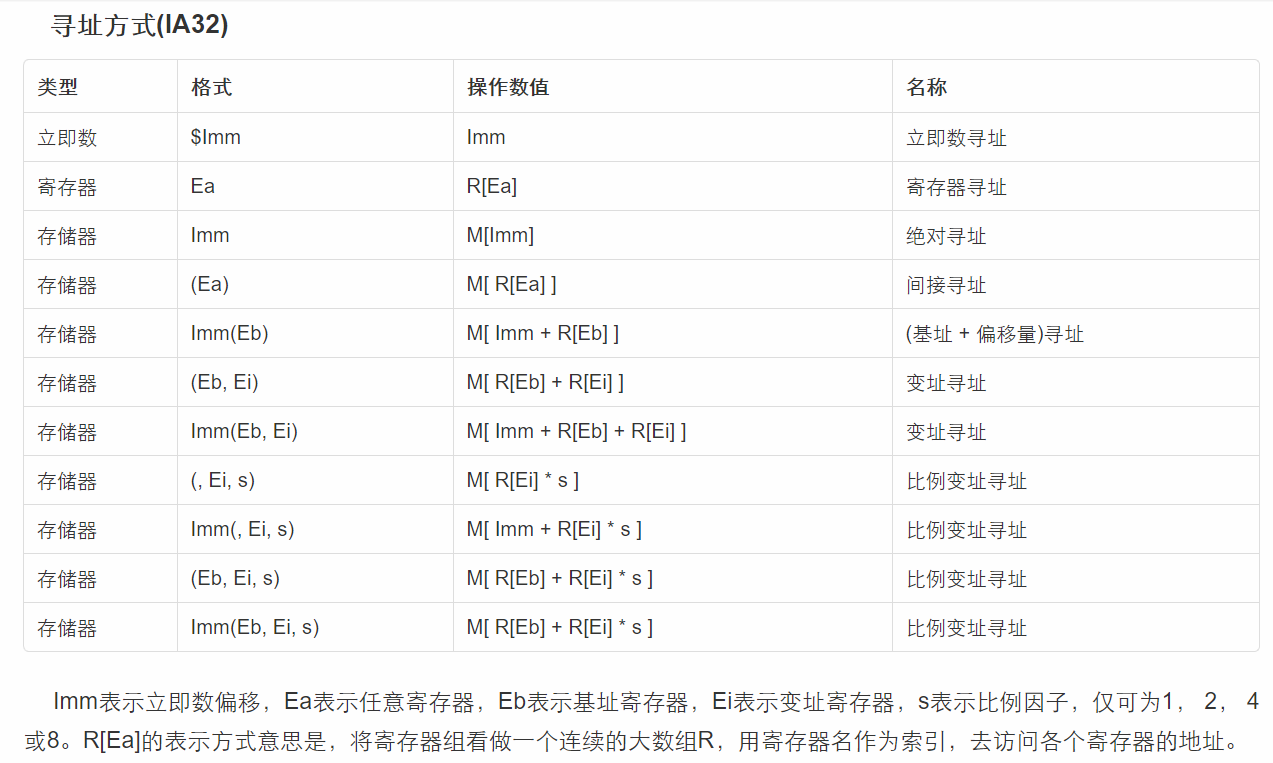 寻址方式(IA32)
类型 格式 操作数值 名称
立即数 $Imm Imm 立即数寻址
寄存器 Ea R[Ea] 寄存器寻址
存储器 Imm M[Imm] 绝对寻址
存储器 (Ea) M[ R[Ea] ] 间接寻址
存储器 Imm(Eb) M[ Imm + R[Eb] ] (基址 + 偏移量)寻址
存储器 (Eb, Ei) M[ R[Eb] + R[Ei] ] 变址寻址
存储器 Imm(Eb, Ei) M[ Imm + R[Eb] + R[Ei] ] 变址寻址
存储器 (, Ei, s) M[ R[Ei] * s ] 比例变址寻址
存储器 Imm(, Ei, s) M[ Imm + R[Ei] * s ] 比例变址寻址
存储器 (Eb, Ei, s) M[ R[Eb] + R[Ei] * s ] 比例变址寻址
存储器 Imm(Eb, Ei, s) M[ R[Eb] + R[Ei] * s ] 比例变址寻址
Imm表示立即数偏移，Ea表示任意寄存器，Eb表示基址寄存器，Ei表示变址寄存器，s表示比例因子，仅可为1， 2， 4
或8。R[Ea]的表示方式意思是，将寄存器组看做一个连续的大数组R，用寄存器名作为索引，去访问各个寄存器的地址。